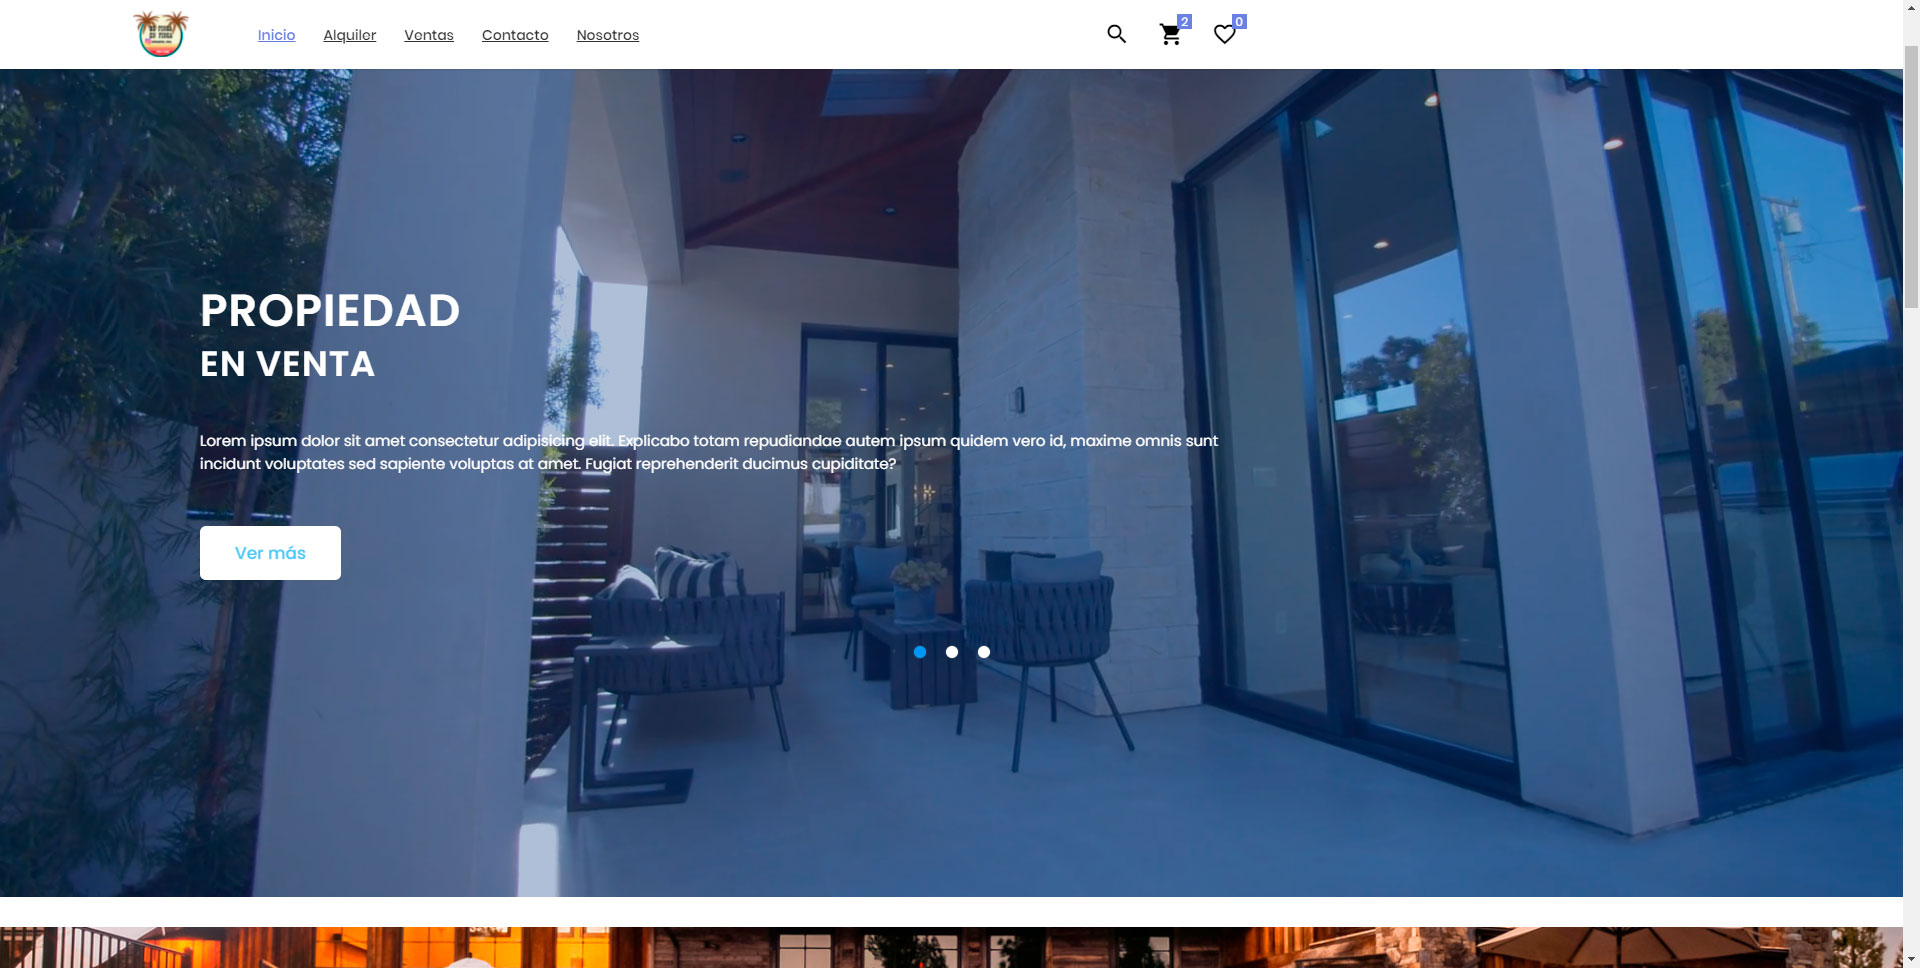 Inicio Alquiler Ventas Contacto Nosotros 2 0
PROPIEDAD
EN VENTA
Lorem ipsum dolor sit amet consectetur adipisicing elit. Explicabo totam repudiandae autem ipsum quidem vero id, maxime omnis sunt
incidunt voluptates sed sapiente voluptas at amet. Fugiat reprehenderit ducimus cupiditate?
Ver más